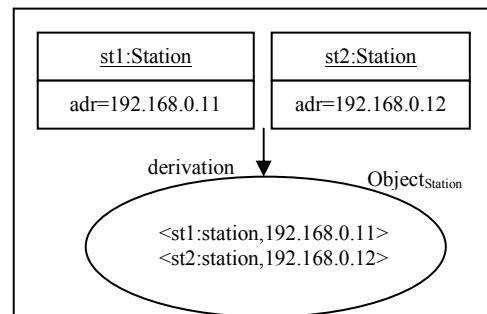 st1:Station
st2:Station
adr=192.168.0.11
adr=192.168.0.12
derivation
Object_Station
<st1:station,192.168.0.11>
<st2:station,192.168.0.12>